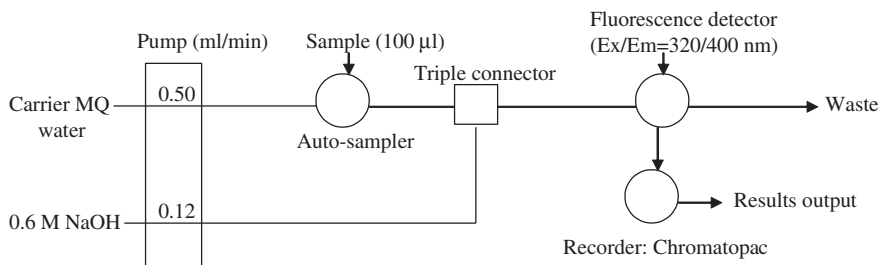 Fluorescence detector
(Ex/Em=320/400 nm)
Pump (ml/min)
Sample (100 µl)
Triple connector
Carrier MQ
water
0.50
Waste
Auto-sampler
0.6 M NaOH
0.12
Results output
Recorder: Chromatopac